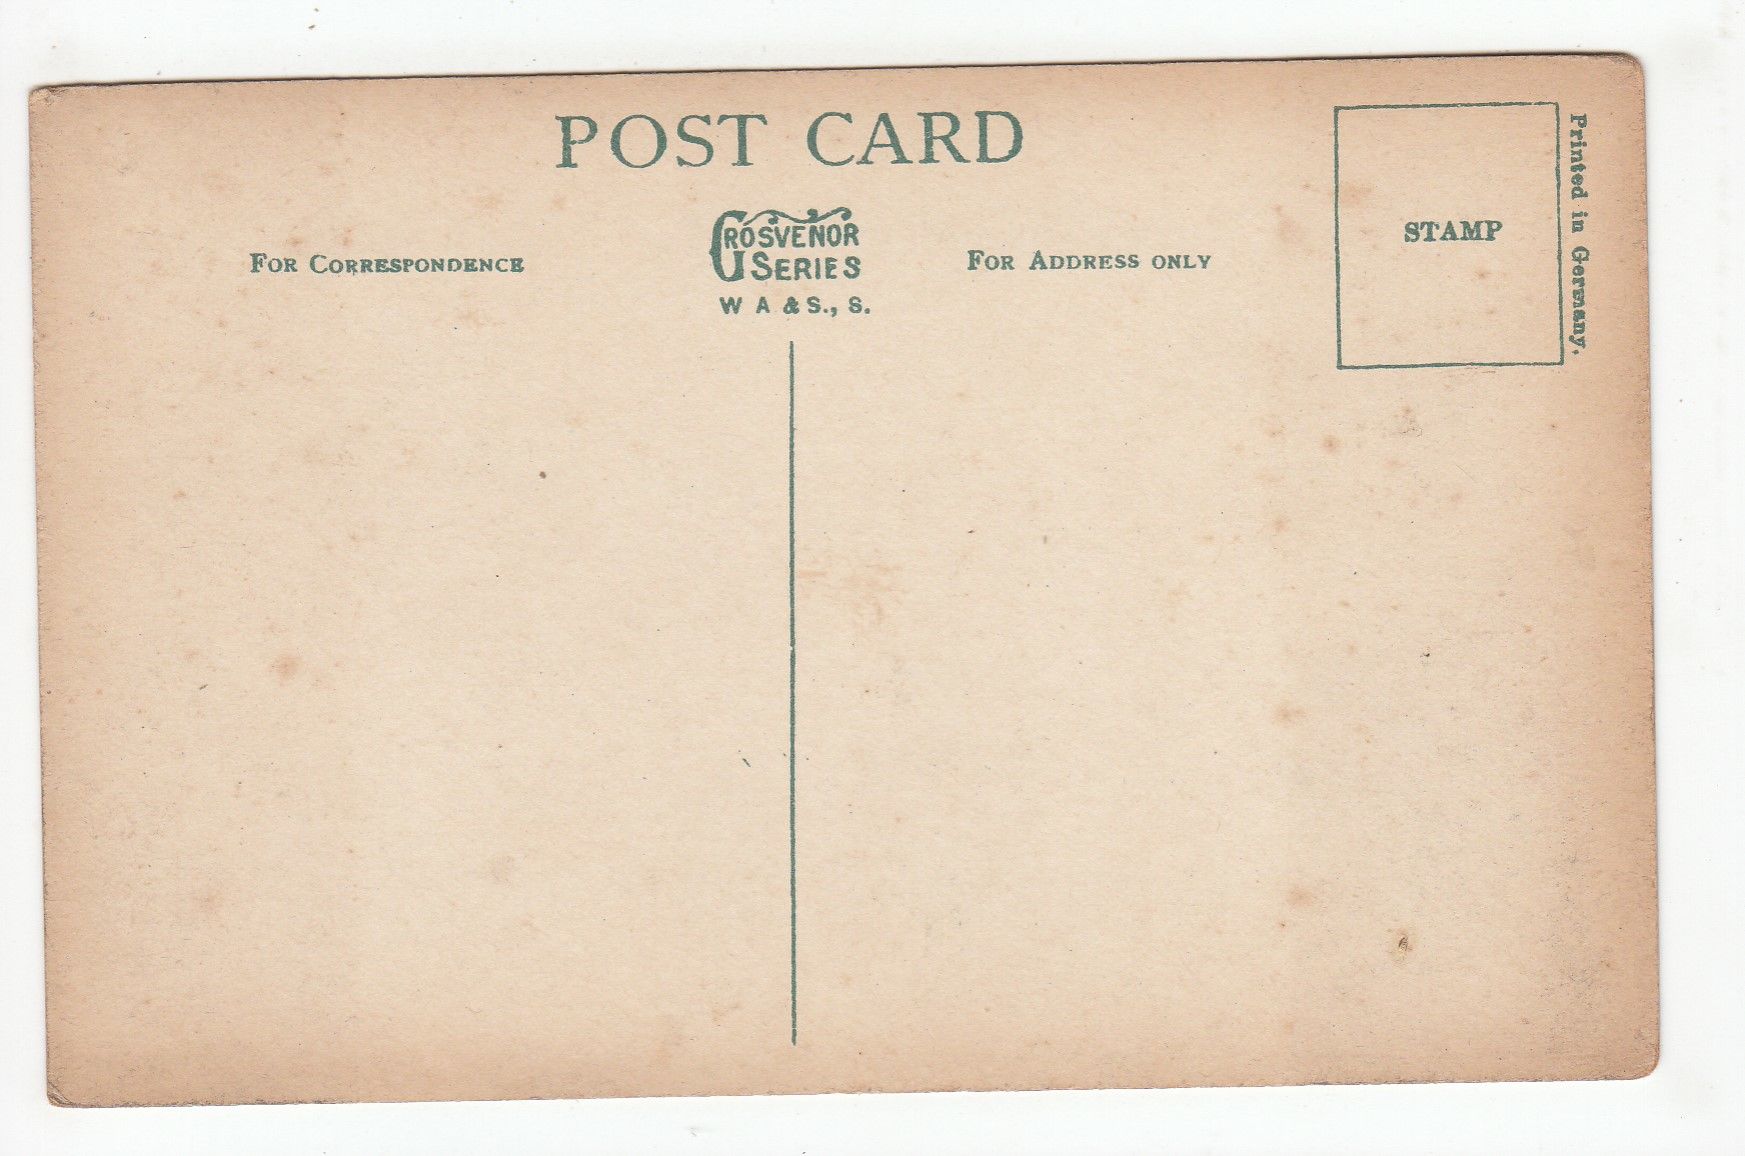 POST CARD
GROSVENOR
SERIES
W A & S., S.
FOR CORRESPONDENCE
FOR ADDRESS ONLY
STAMP
Printed in Germany.